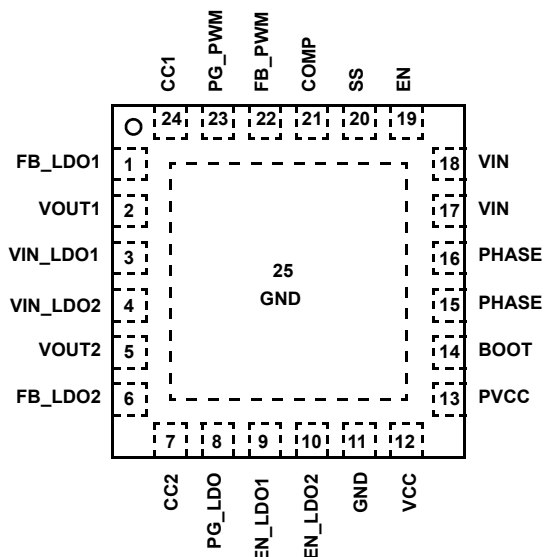 CC1
PG_PWM
FB_PWM
COMP
SS
EN
24
23
22
21
20
19
FB_LDO1
1
18
VIN
VOUT1
2
17
VIN
VIN_LDO1
3
16
PHASE
25
GND
VIN_LDO2
4
15
PHASE
VOUT2
5
14
BOOT
FB_LDO2
6
13
PVCC
7
8
9
10
11
12
CC2
PG_LDO
EN_LDO1
EN_LDO2
GND
VCC